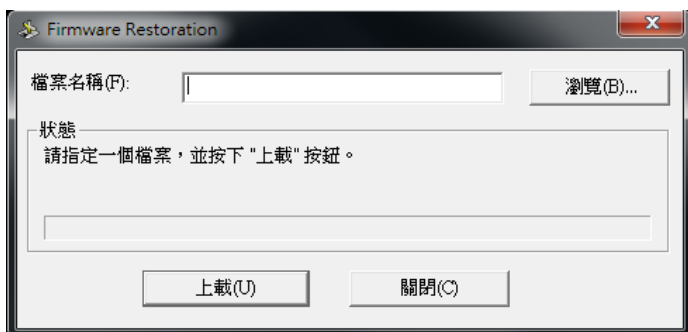 Firmware Restoration
檔案名稱(F):
瀏覽(B)...
狀態
請指定一個檔案，並按下 "上載" 按鈕。
上載(U)
關閉(C)